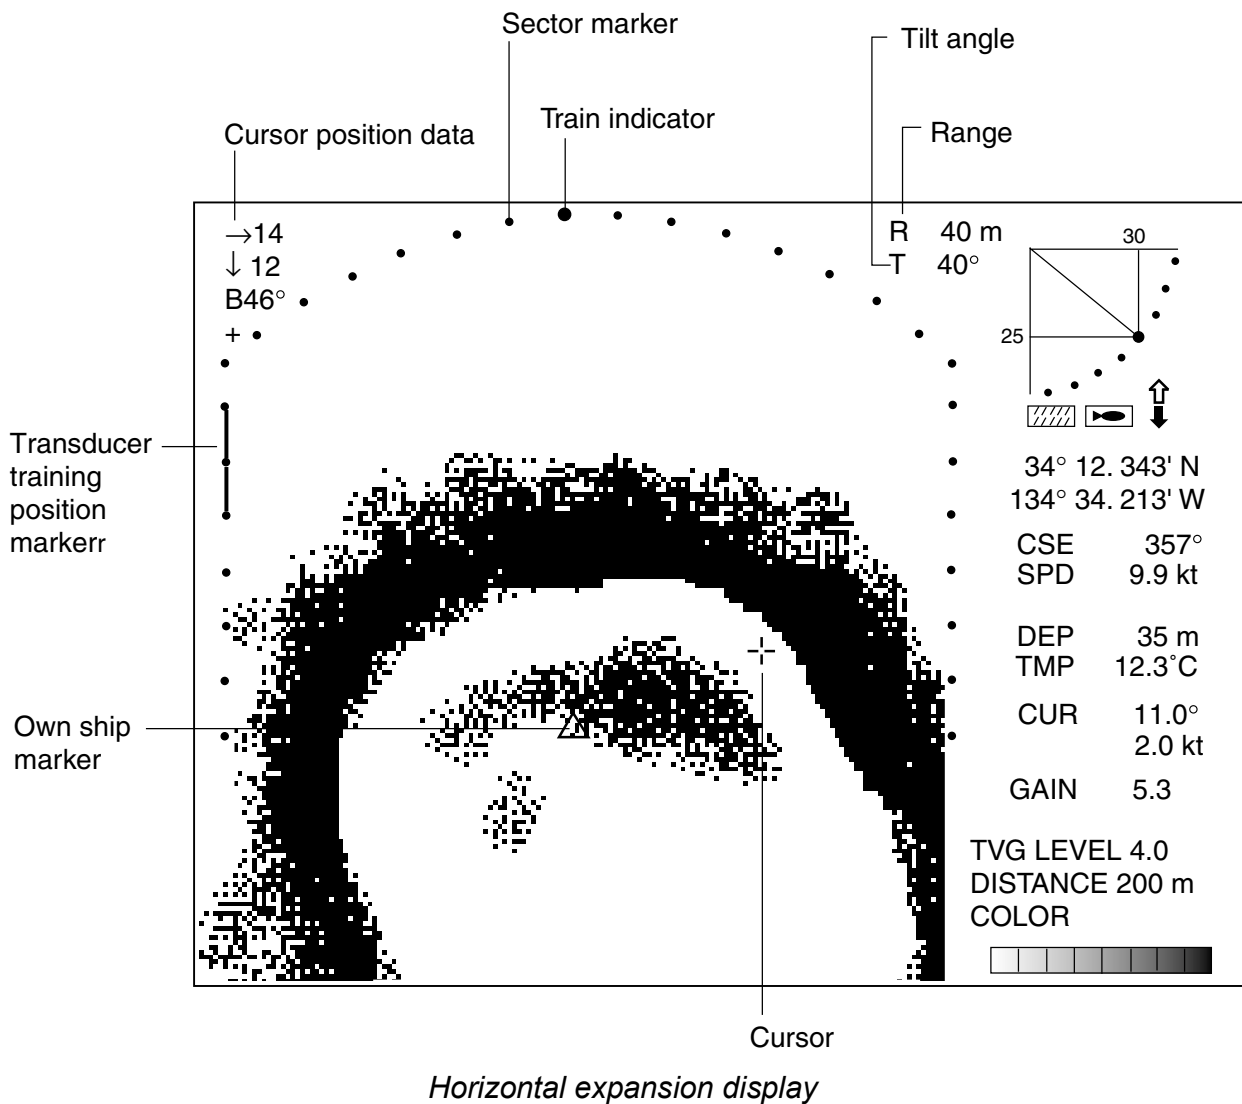 Sector marker
Tilt angle
Train indicator
Cursor position data
Range
→14
↓ 12
B46°
+
R 40 m
T 40°
30
25
Transducer
training
position
markerr
34° 12. 343' N
134° 34. 213' W
CSE 357°
SPD 9.9 kt
DEP 35 m
TMP 12.3°C
CUR 11.0°
2.0 kt
Own ship
marker
GAIN 5.3
TVG LEVEL 4.0
DISTANCE 200 m
COLOR
Cursor
Horizontal expansion display